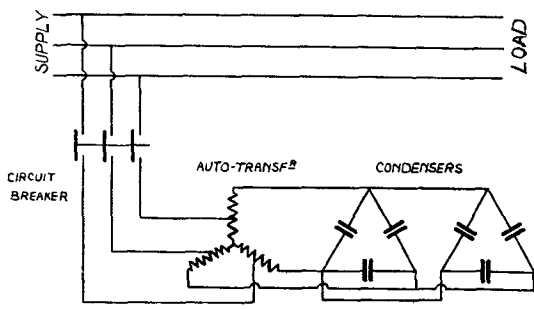 SUPPLY
LOAD
CIRCUIT
BREAKER
AUTO-TRANSFR
CONDENSERS